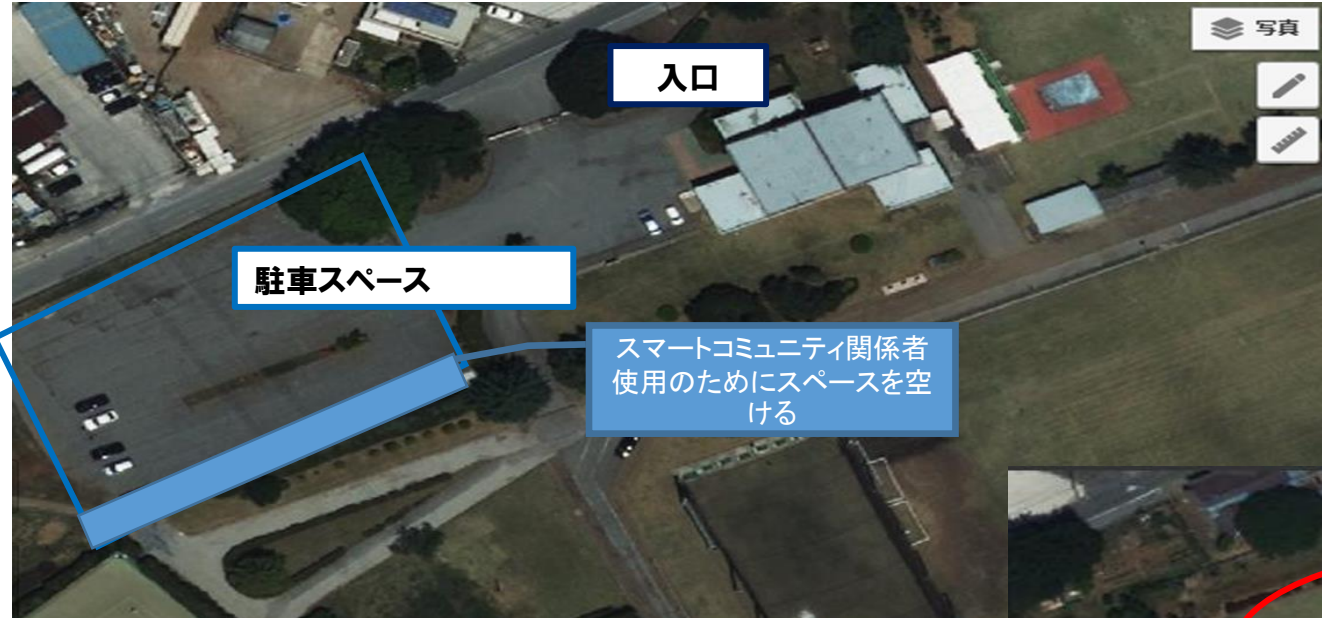 写真
入口
駐車スペース
スマートコミュニティ関係者
使用のためにスペースを空
ける